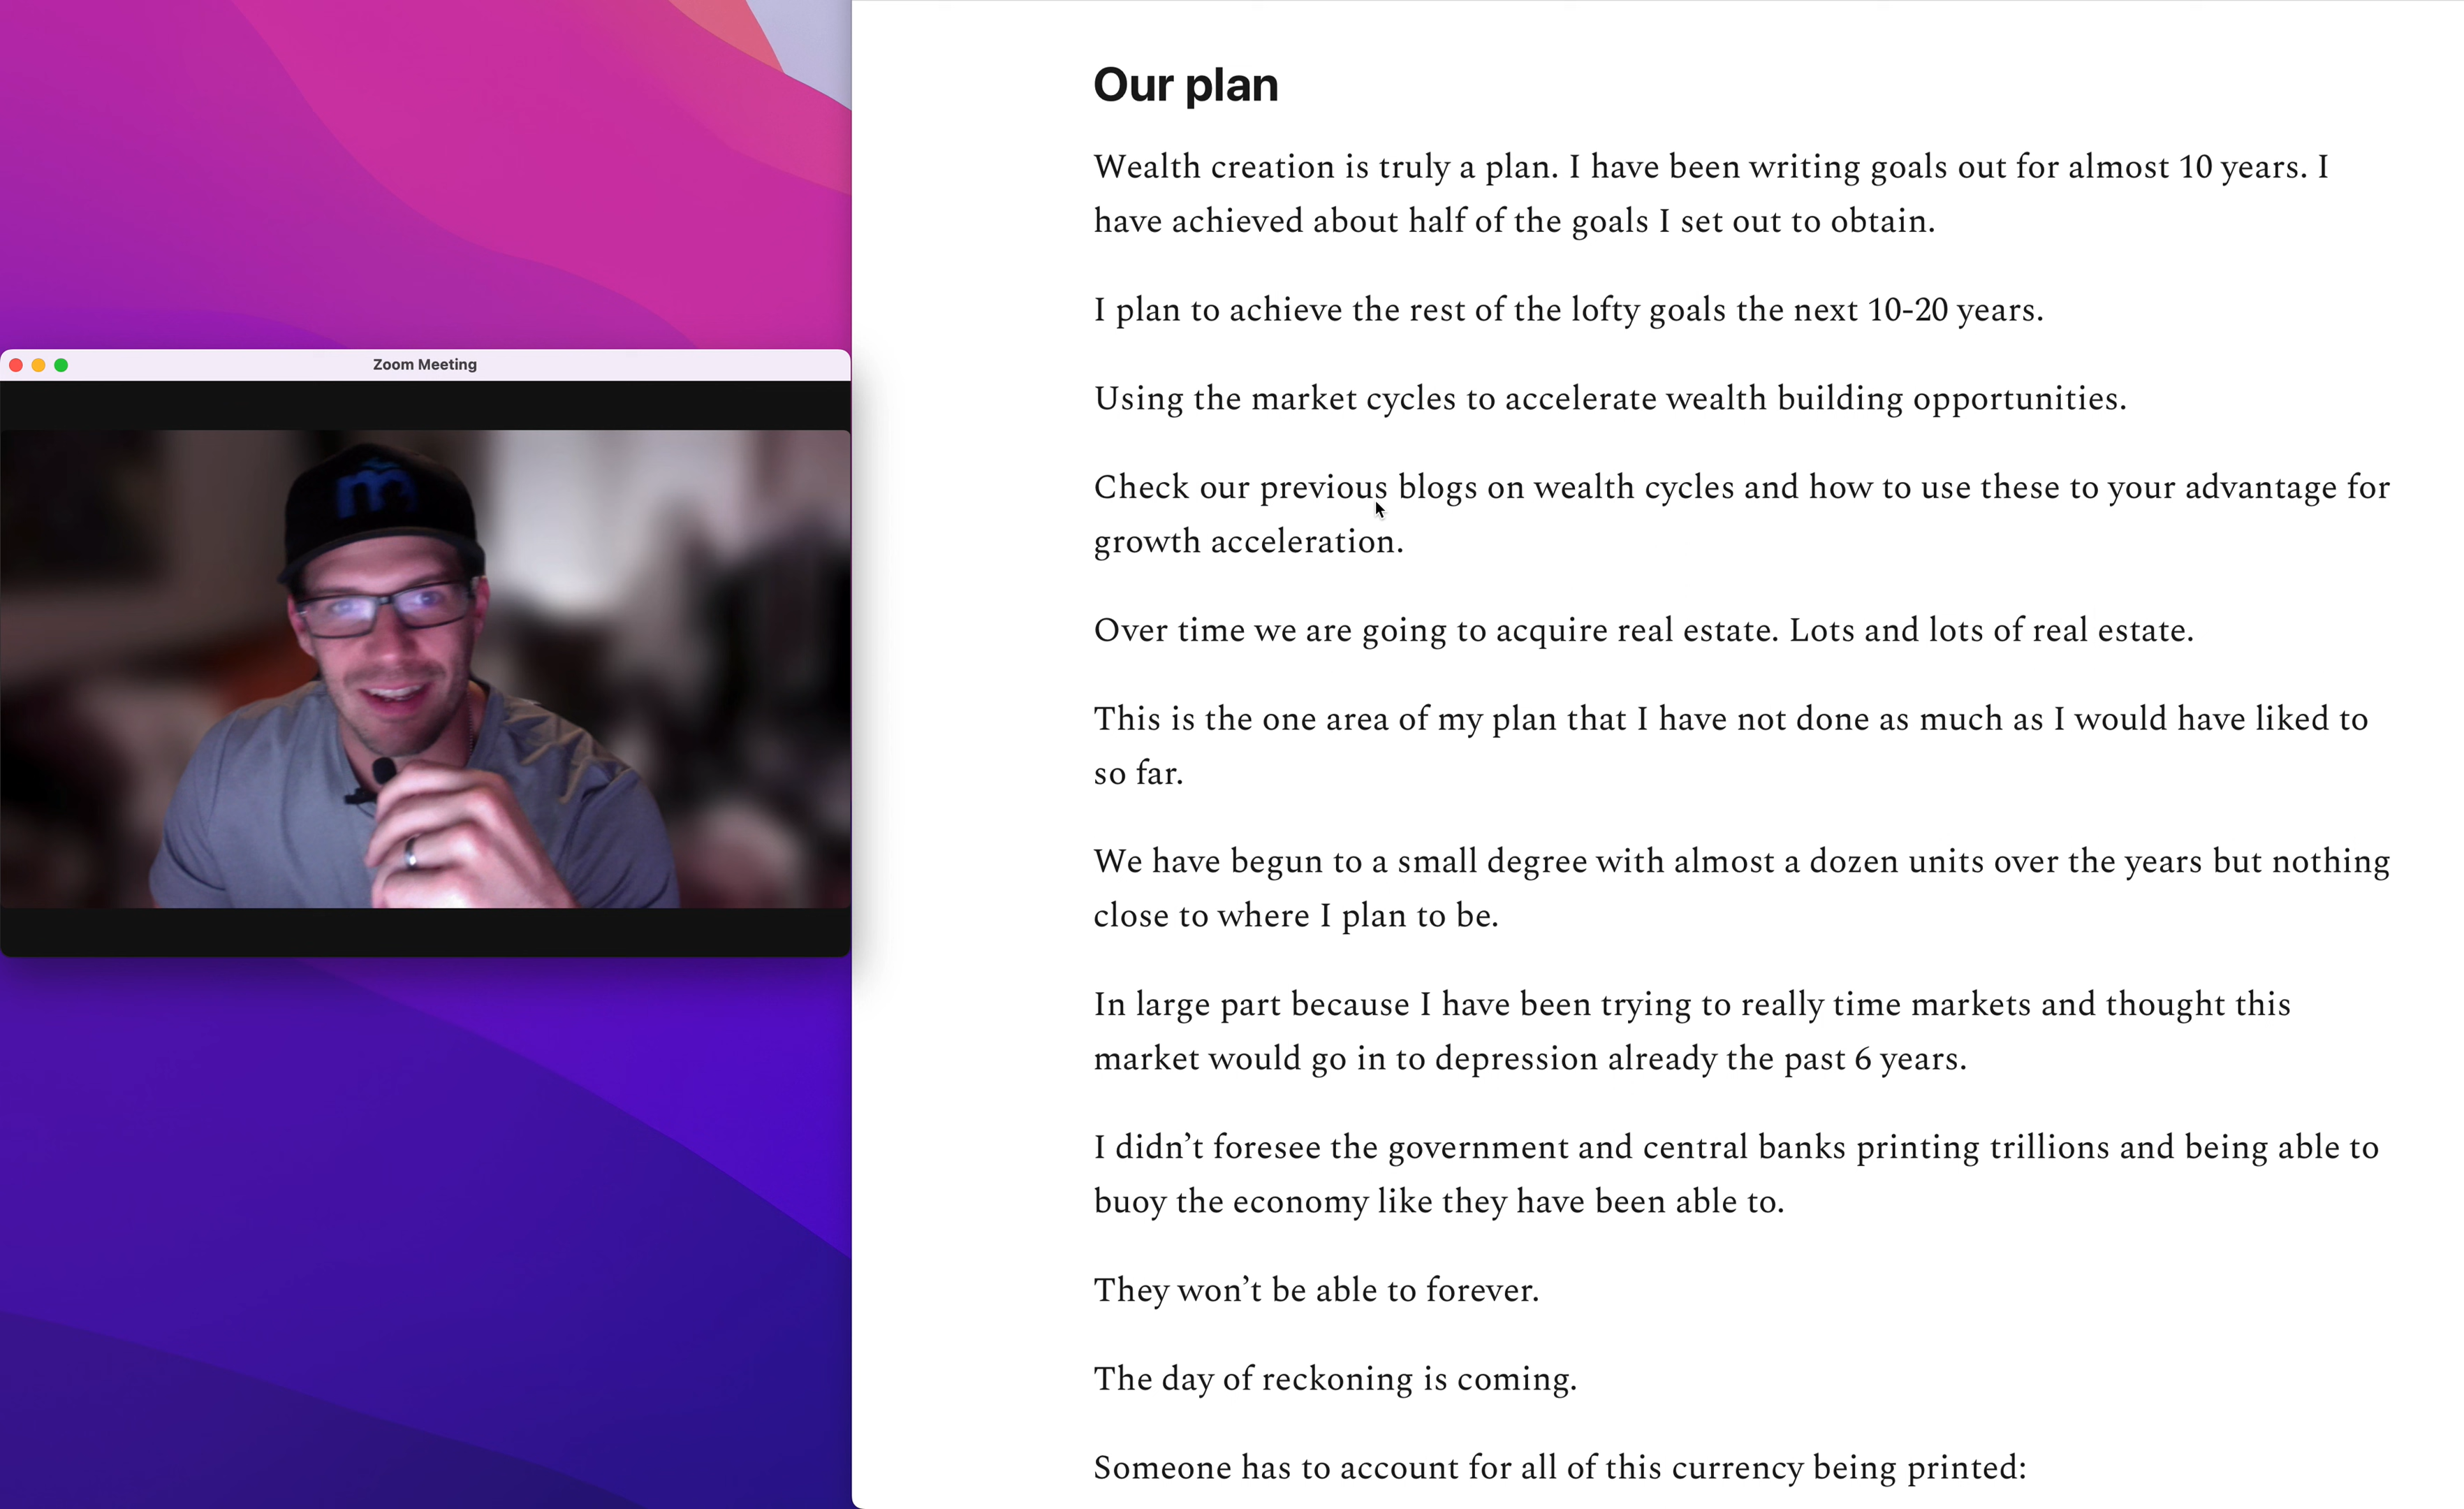 Our plan
Wealth creation is truly a plan. I have been writing goals out for almost 10 years. I
have achieved about half of the goals I set out to obtain.
I plan to achieve the rest of the lofty goals the next 10-20 years.
Using the market cycles to accelerate wealth building opportunities.
Check our previous blogs on wealth cycles and how to use these to your advantage for
growth acceleration.
Over time we are going to acquire real estate. Lots and lots of real estate.
This is the one area of my plan that I have not done as much as I would have liked to
so far.
We have begun to a small degree with almost a dozen units over the years but nothing
close to where I plan to be.
In large part because I have been trying to really time markets and thought this
market would go in to depression already the past 6 years.
I didn’t foresee the government and central banks printing trillions and being able to
buoy the economy like they have been able to.
They won’t be able to forever.
The day of reckoning is coming.
Someone has to account for all of this currency being printed:
Zoom Meeting